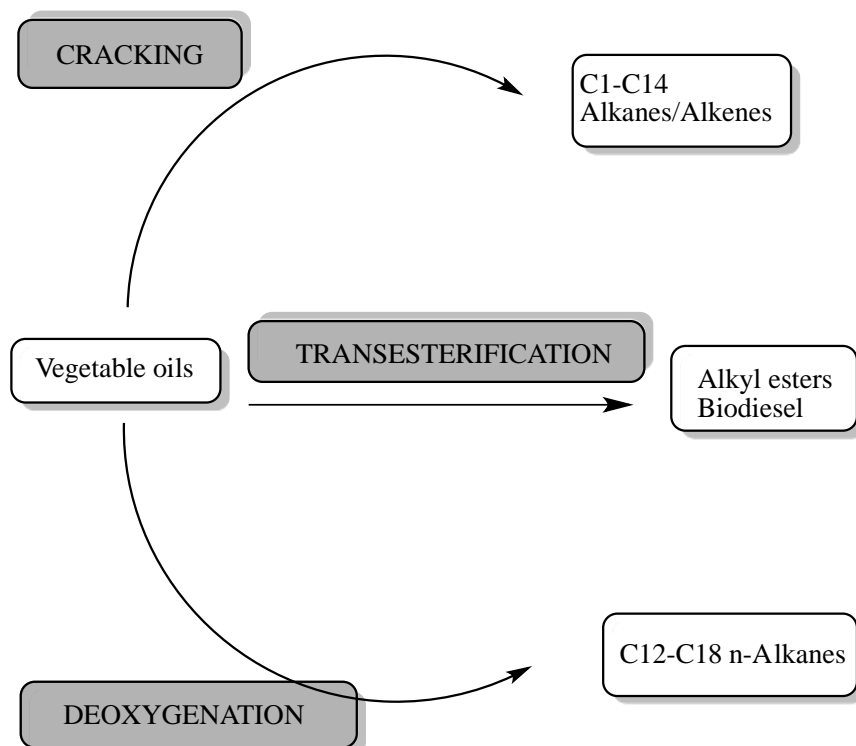 CRACKING
C1-C14
Alkanes/Alkenes
Vegetable oils
TRANSESTERIFICATION
Alkyl esters
Biodiesel
C12-C18 n-Alkanes
DEOXYGENATION